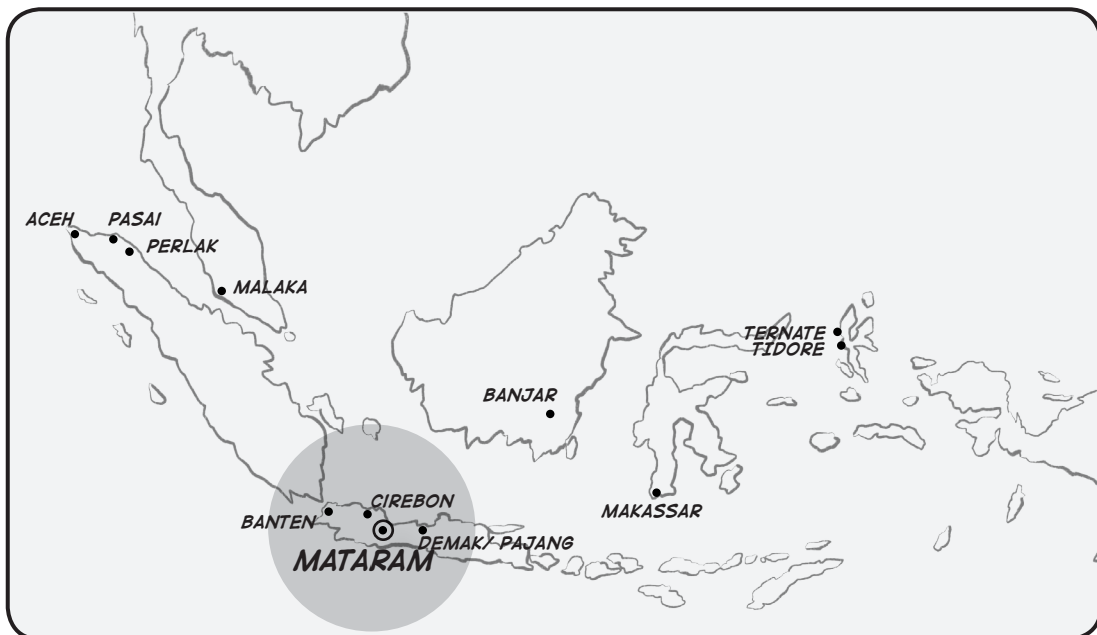 ACEH
PASAI
PERLAK
MALAKA
TERNATE
TIDORE
BANJAR
CIREBON
BANTEN
MAKASSAR
DEMAK/ PAJANG
MATARAM